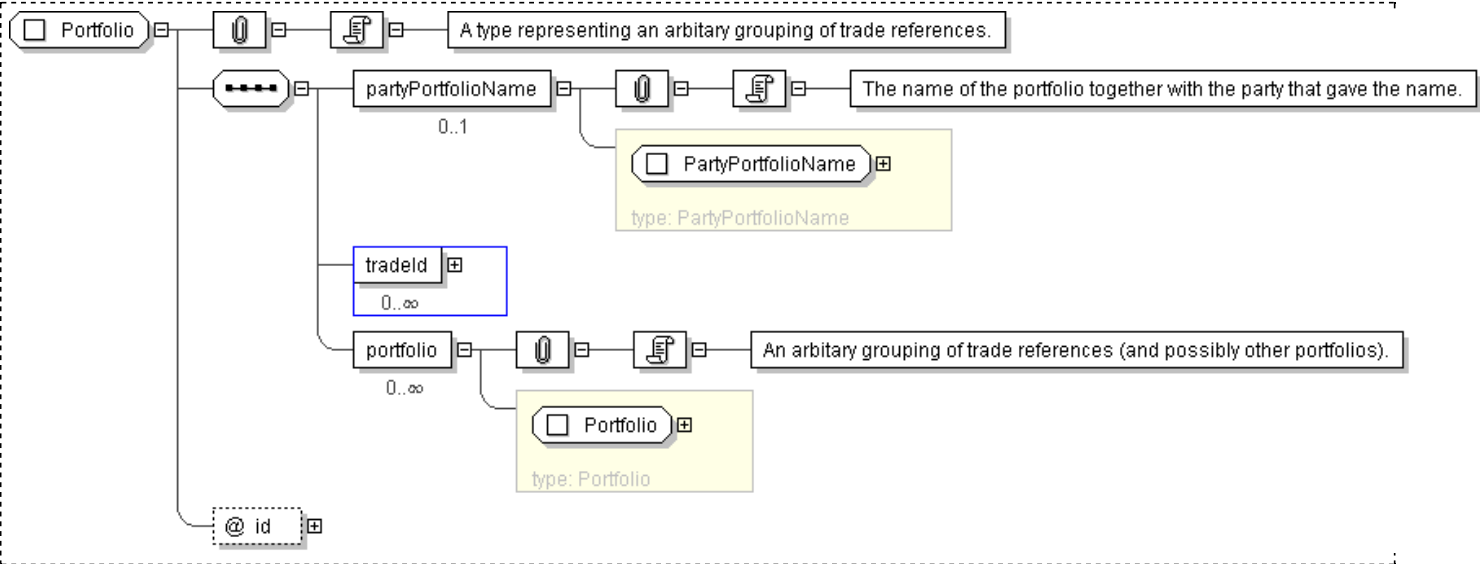 Portfolio
A type representing an arbitary grouping of trade references.
partyPortfolioName
The name of the portfolio together with the party that gave the name.
0..1
PartyPortfolioName
type: PartyPortfolioName
tradeId
0..∞
portfolio
An arbitary grouping of trade references (and possibly other portfolios).
0..∞
Portfolio
type: Portfolio
@ id